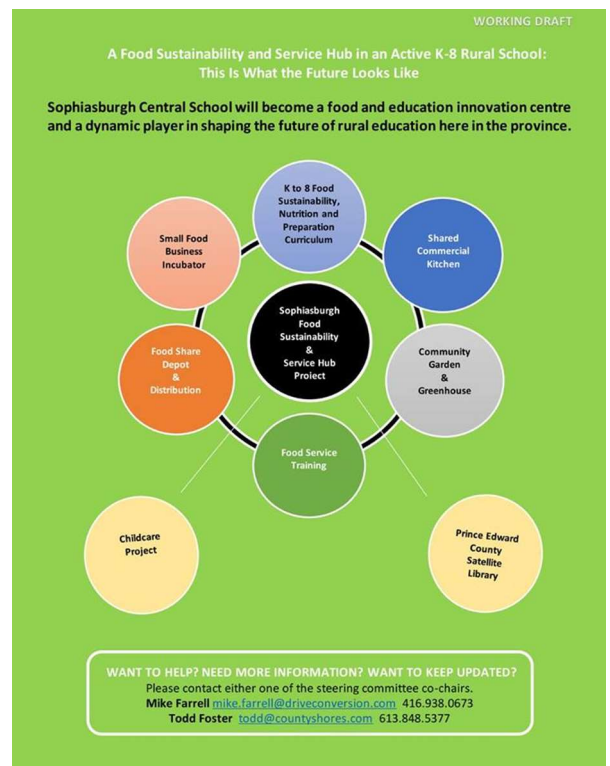 WORKING DRAFT
A Food Sustainability and Service Hub in an Active K-8 Rural School:
This Is What the Future Looks Like
Sophiasburgh Central School will become a food and education innovation centre
and a dynamic player in shaping the future of rural education here in the province.
K to 8 Food
Sustainability,
Nutrition and
Preparation
Curriculum
Small Food
Business
Incubator
Shared
Commercial
Kitchen
Sophiasburgh
Food
Sustainability
&
Service Hub
Project
Food Share
Depot
&
Distribution
Community
Garden
&
Greenhouse
Food Service
Training
Childcare
Project
Prince Edward
County
Satellite
Library
WANT TO HELP? NEED MORE INFORMATION? WANT TO KEEP UPDATED?
Please contact either one of the steering committee co-chairs.
Mike Farrell mike.farrell@driveconversion.com 416.938.0673
Todd Foster todd@countyshores.com 613.848.5377